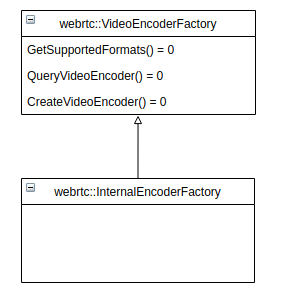 webrtc::VideoEncoderFactory
GetSupportedFormats() = 0
QueryVideoEncoder() = 0
CreateVideoEncoder() = 0
webrtc::InternalEncoderFactory